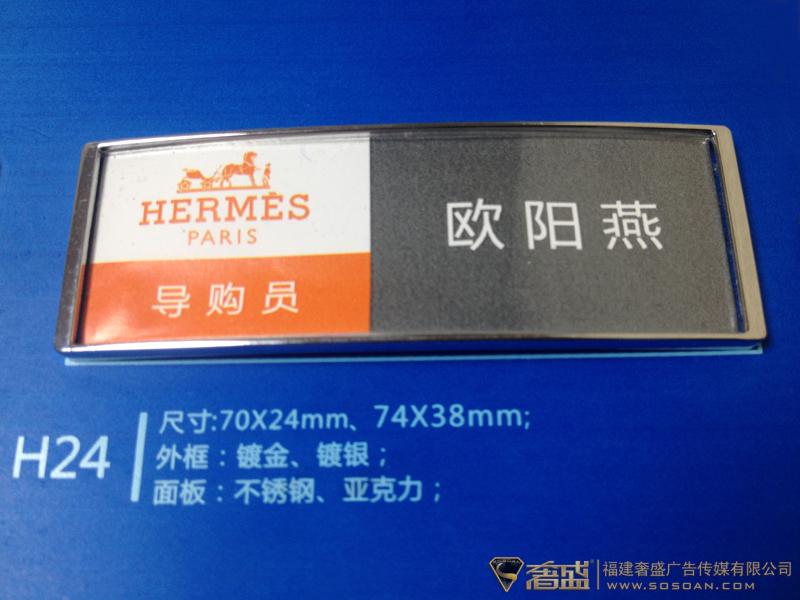 HERMÈS
PARIS
导购员
欧阳燕
H24
尺寸:70X24mm、74X38mm;
外框：镀金、镀银；
面板：不锈钢、亚克力；
奢盛®
福建奢盛广告传媒有限公司
WWW.SOSOAN.COM